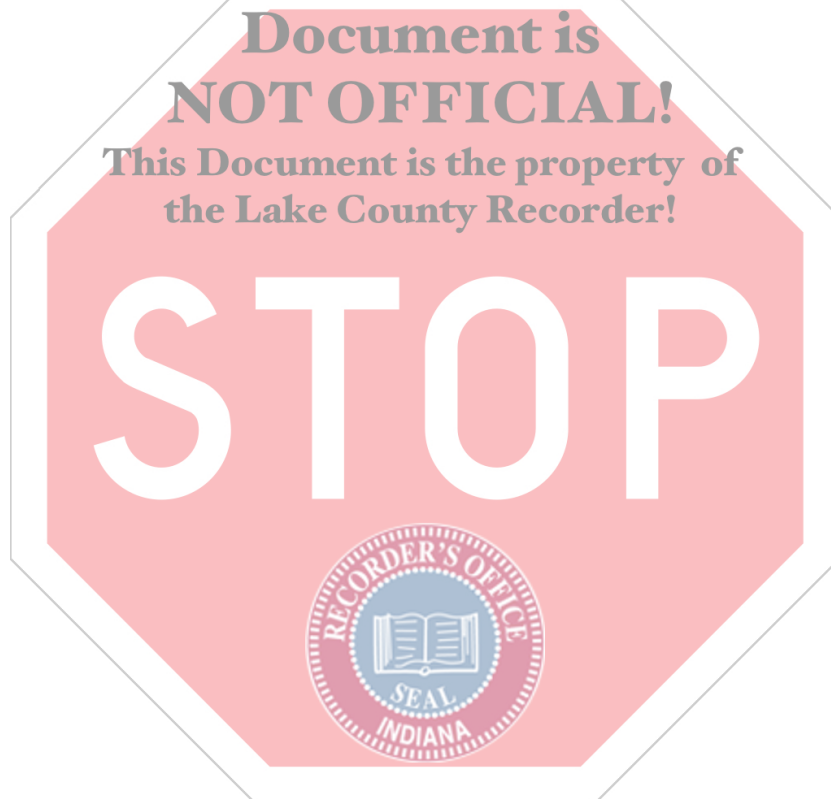 Document is
NOT OFFICIAL!
This Document is the property of
the Lake County Recorder!
STOP
RECORDER'S OFFICE
SEAL
INDIANA